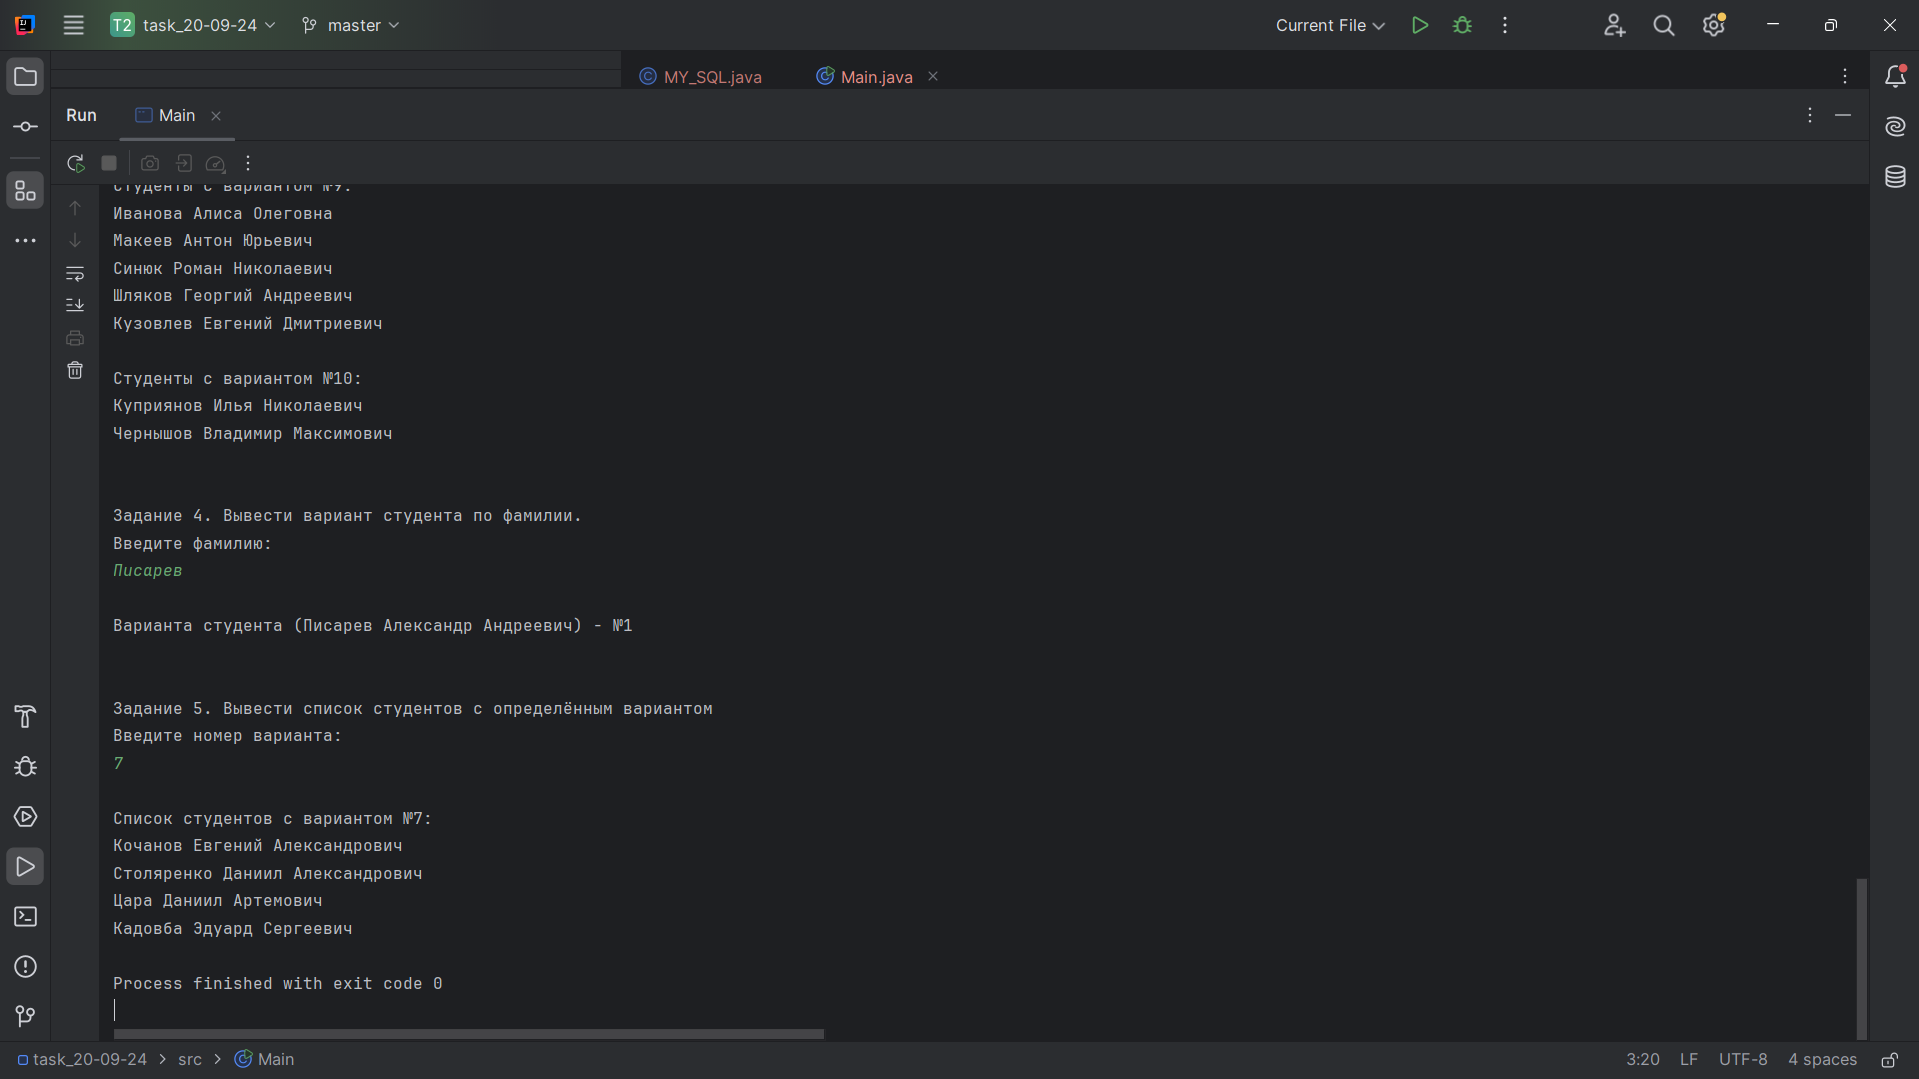 T2 task_20-09-24 master Current File
MY_SQL.java Main.java
Run Main
Студенты с вариантом №9:
Иванова Алиса Олеговна
Макеев Антон Юрьевич
Синюк Роман Николаевич
Шляков Георгий Андреевич
Кузовлев Евгений Дмитриевич
Студенты с вариантом №10:
Куприянов Илья Николаевич
Чернышов Владимир Максимович
Задание 4. Вывести вариант студента по фамилии.
Введите фамилию:
Писарев
Варианта студента (Писарев Александр Андреевич) - №1
Задание 5. Вывести список студентов с определённым вариантом
Введите номер варианта:
7
Список студентов с вариантом №7:
Кочанов Евгений Александрович
Столяренко Даниил Александрович
Цара Даниил Артемович
Кадовба Эдуард Сергеевич
Process finished with exit code 0
task_20-09-24 > src > Main 3:20 LF UTF-8 4 spaces